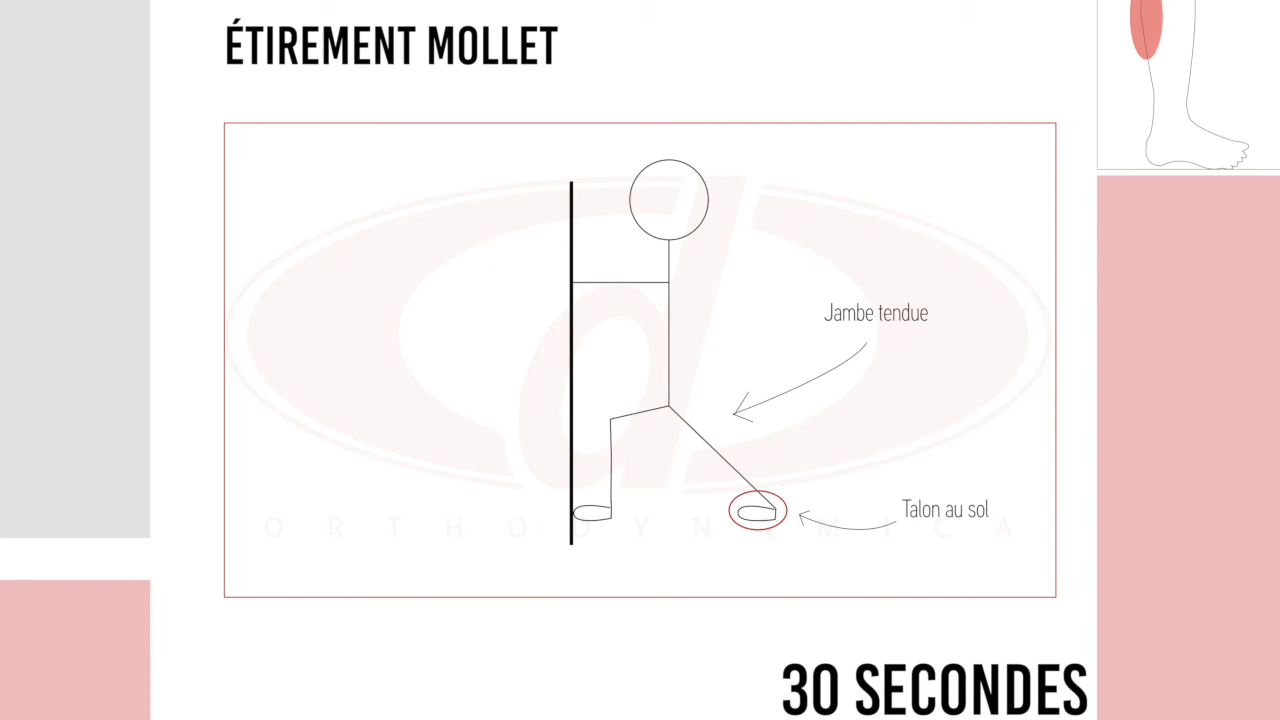 ÉTIREMENT MOLLET
Jambe tendue
Talon au sol
ORTHODYNAMICA
30 SECONDES